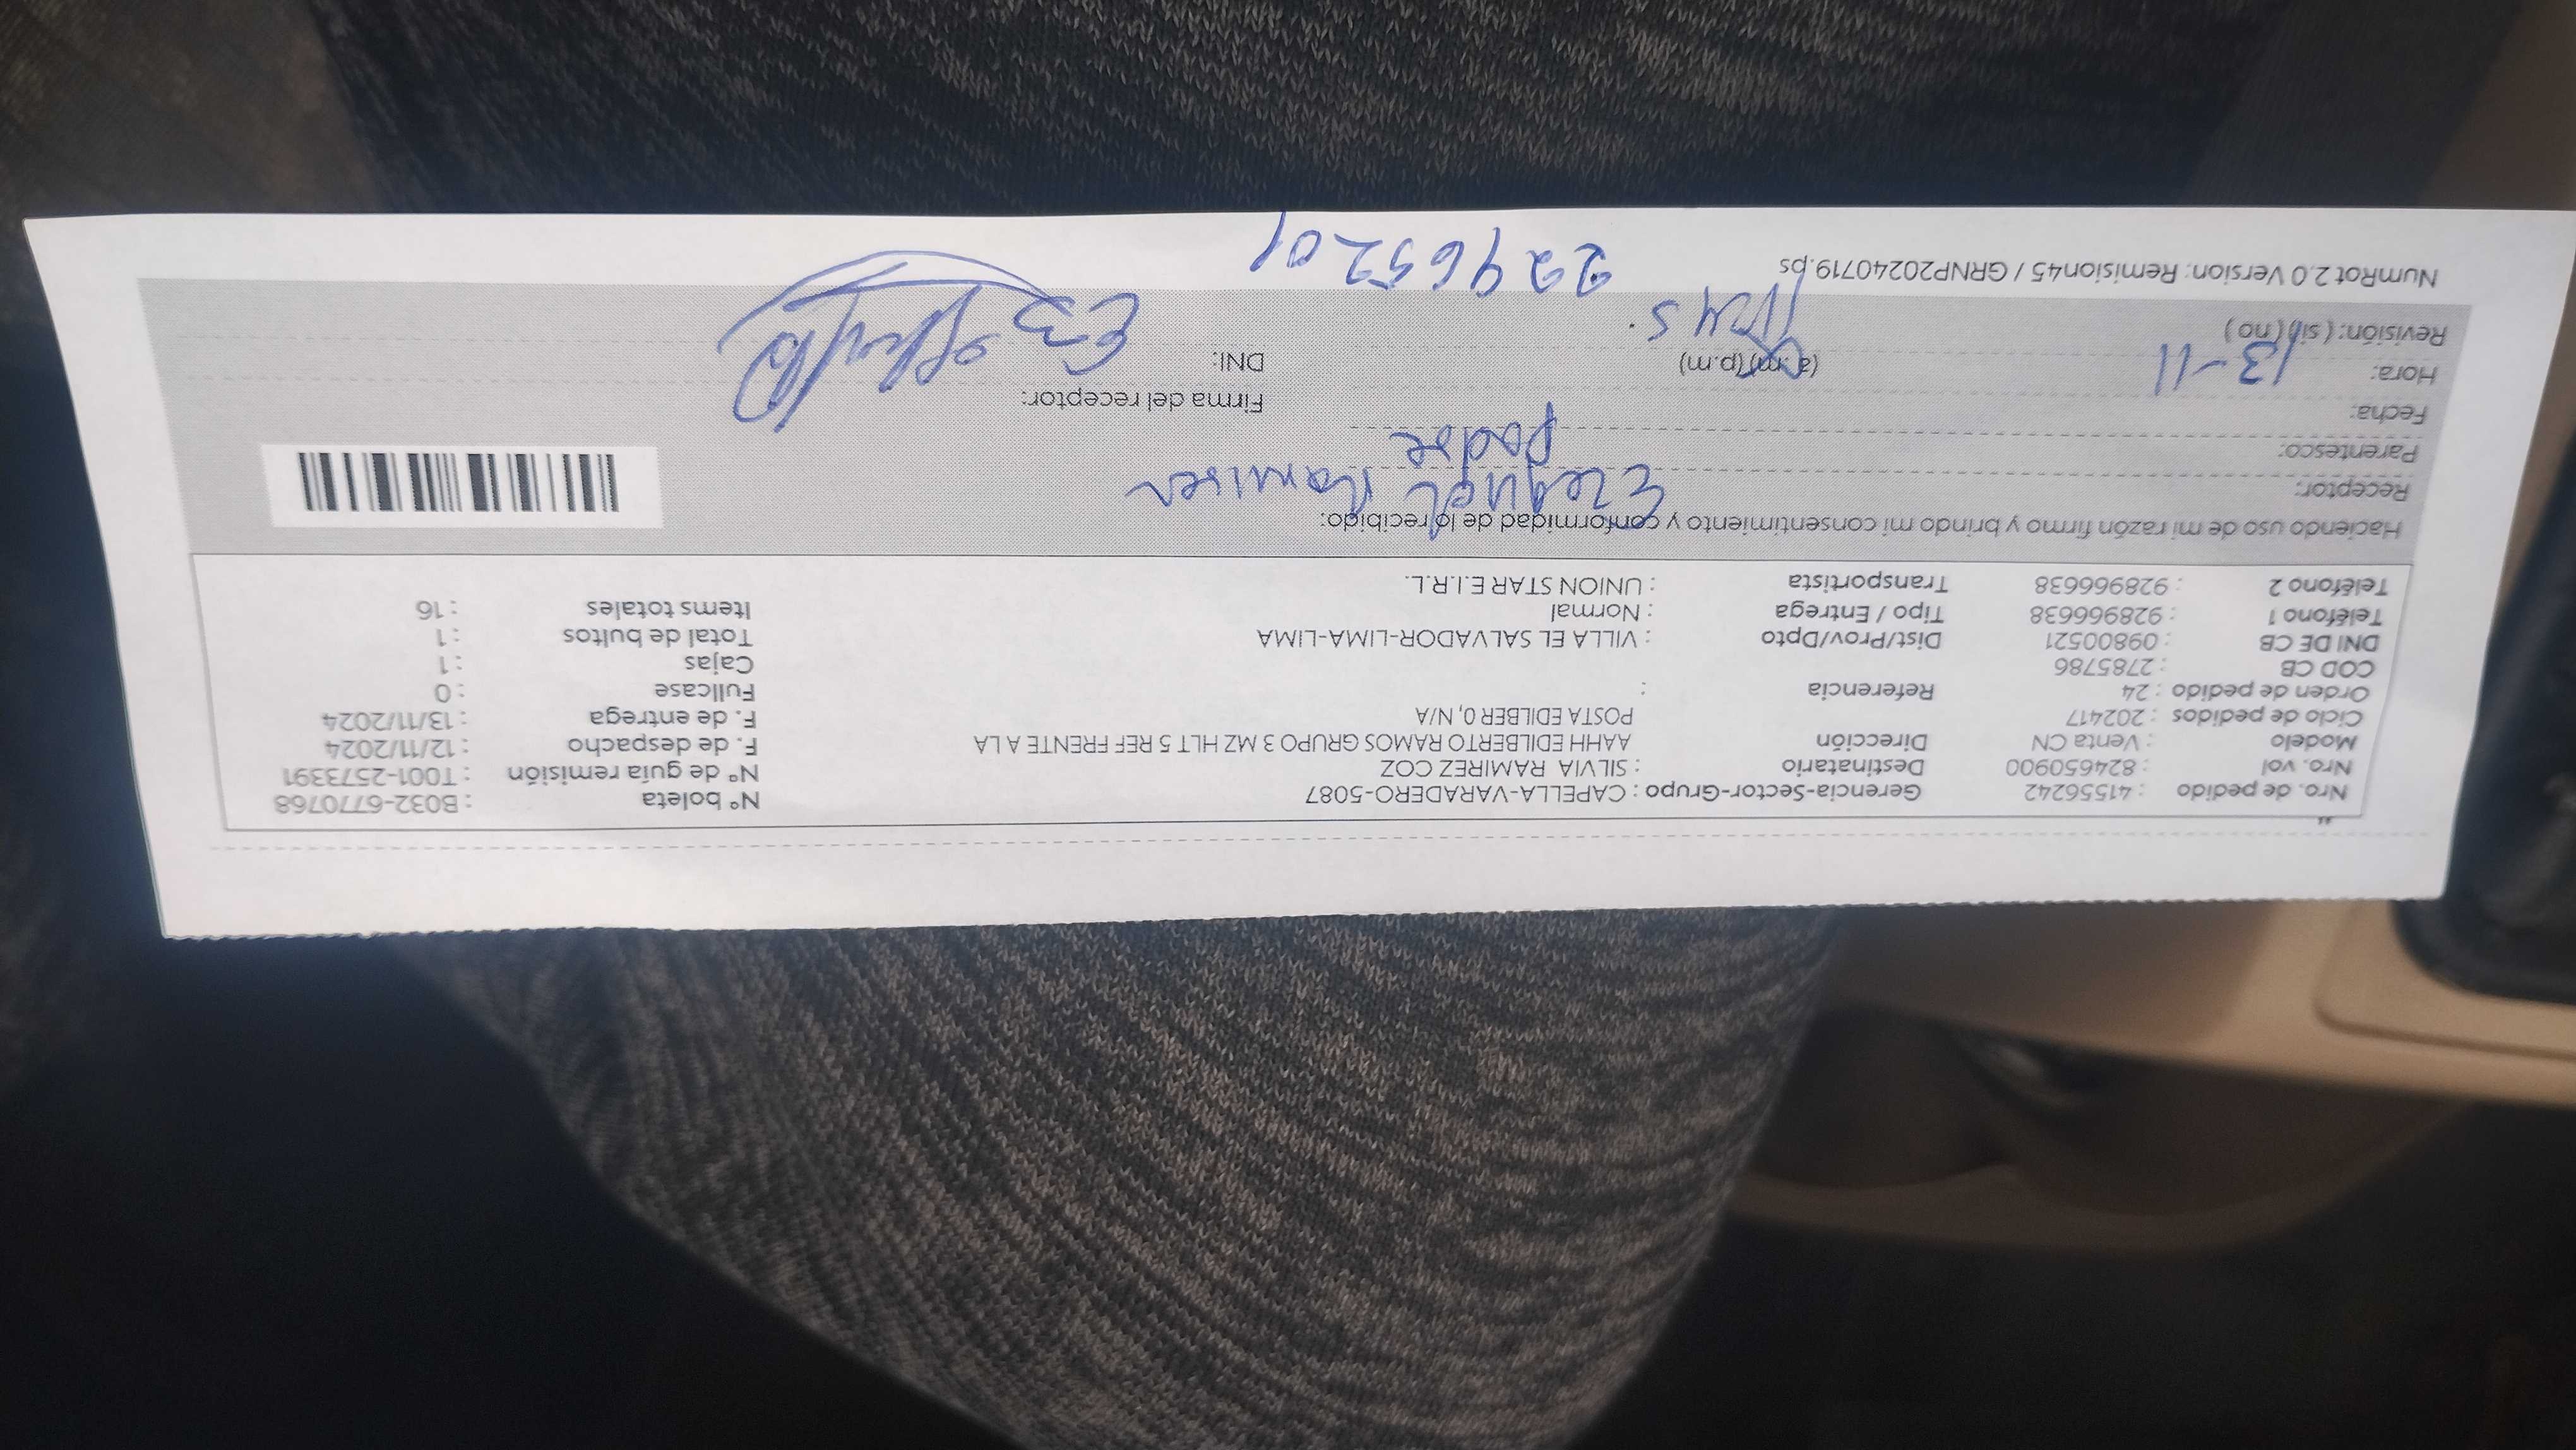 Nro. de pedido : 41556242 Gerencia-Sector-Grupo : CAPELLA-VARADERO-5087 N° boleta : B032-6770768
Nro. vol : 824650900 Destinatario : SILVIA RAMIREZ COZ N° de guía remisión : T001-2573391
Modelo : Venta CN Dirección AAHH EDILBERTO RAMOS GRUPO 3 MZ HLT 5 REF FRENTE A LA F. de despacho : 12/11/2024
Ciclo de pedidos : 202417 POSTA EDILBER 0, N/A F. de entrega : 13/11/2024
Orden de pedido : 24 Referencia : Fullcase : 0
COD CB : 2785786 Cajas : 1
DNI DE CB : 09800521 Dist/Prov/Dpto : VILLA EL SALVADOR-LIMA-LIMA Total de bultos : 1
Teléfono 1 : 928966638 Tipo / Entrega : Normal Items totales : 16
Teléfono 2 : 928966638 Transportista : UNION STAR E.I.R.L.
Haciendo uso de mi razón firmo y brindo mi consentimiento y conformidad de lo recibido:
Receptor: Ezequiel Ramirez
Parentesco: padre
Fecha: Firma del receptor:
Hora: 13-11 (a.m) (p.m) DNI:
Revisión: ( si) ( no )
NumRot 2.0 Version: Remision45 / GRNP20240719.ps